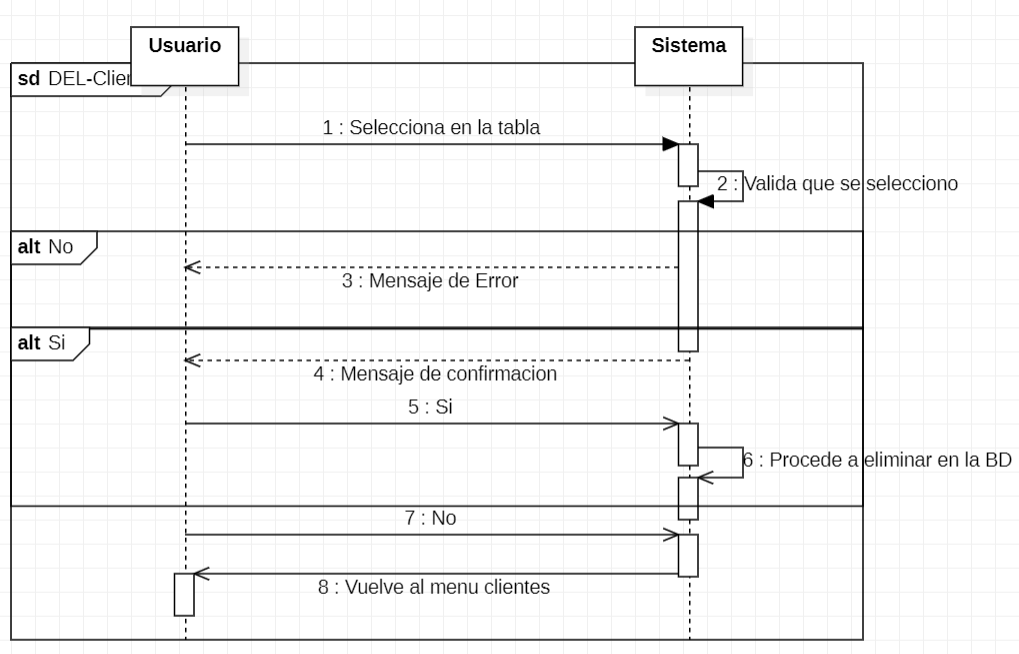 Usuario
Sistema
sd DEL-Clien
1 : Selecciona en la tabla
2 : Valida que se selecciono
alt No
3 : Mensaje de Error
alt Si
4 : Mensaje de confirmacion
5 : Si
6 : Procede a eliminar en la BD
7 : No
8 : Vuelve al menu clientes